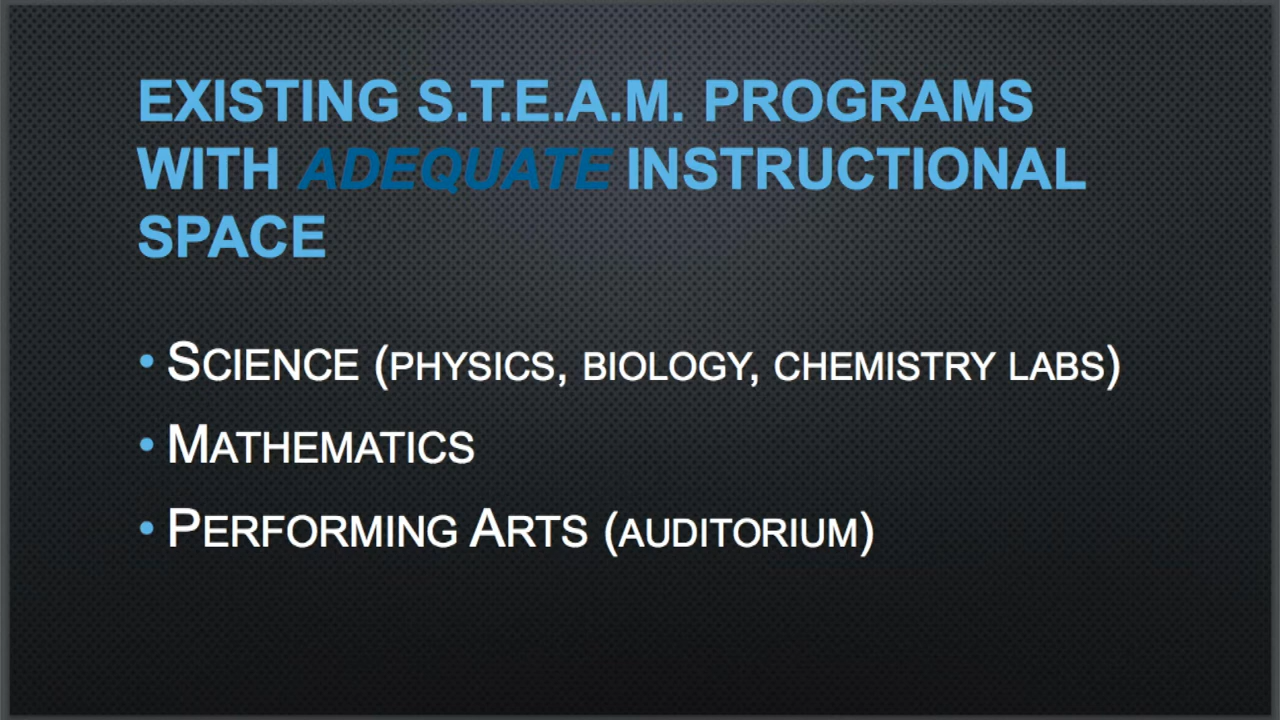 EXISTING S.T.E.A.M. PROGRAMS
WITH ADEQUATE INSTRUCTIONAL
SPACE
• SCIENCE (PHYSICS, BIOLOGY, CHEMISTRY LABS)
• MATHEMATICS
• PERFORMING ARTS (AUDITORIUM)